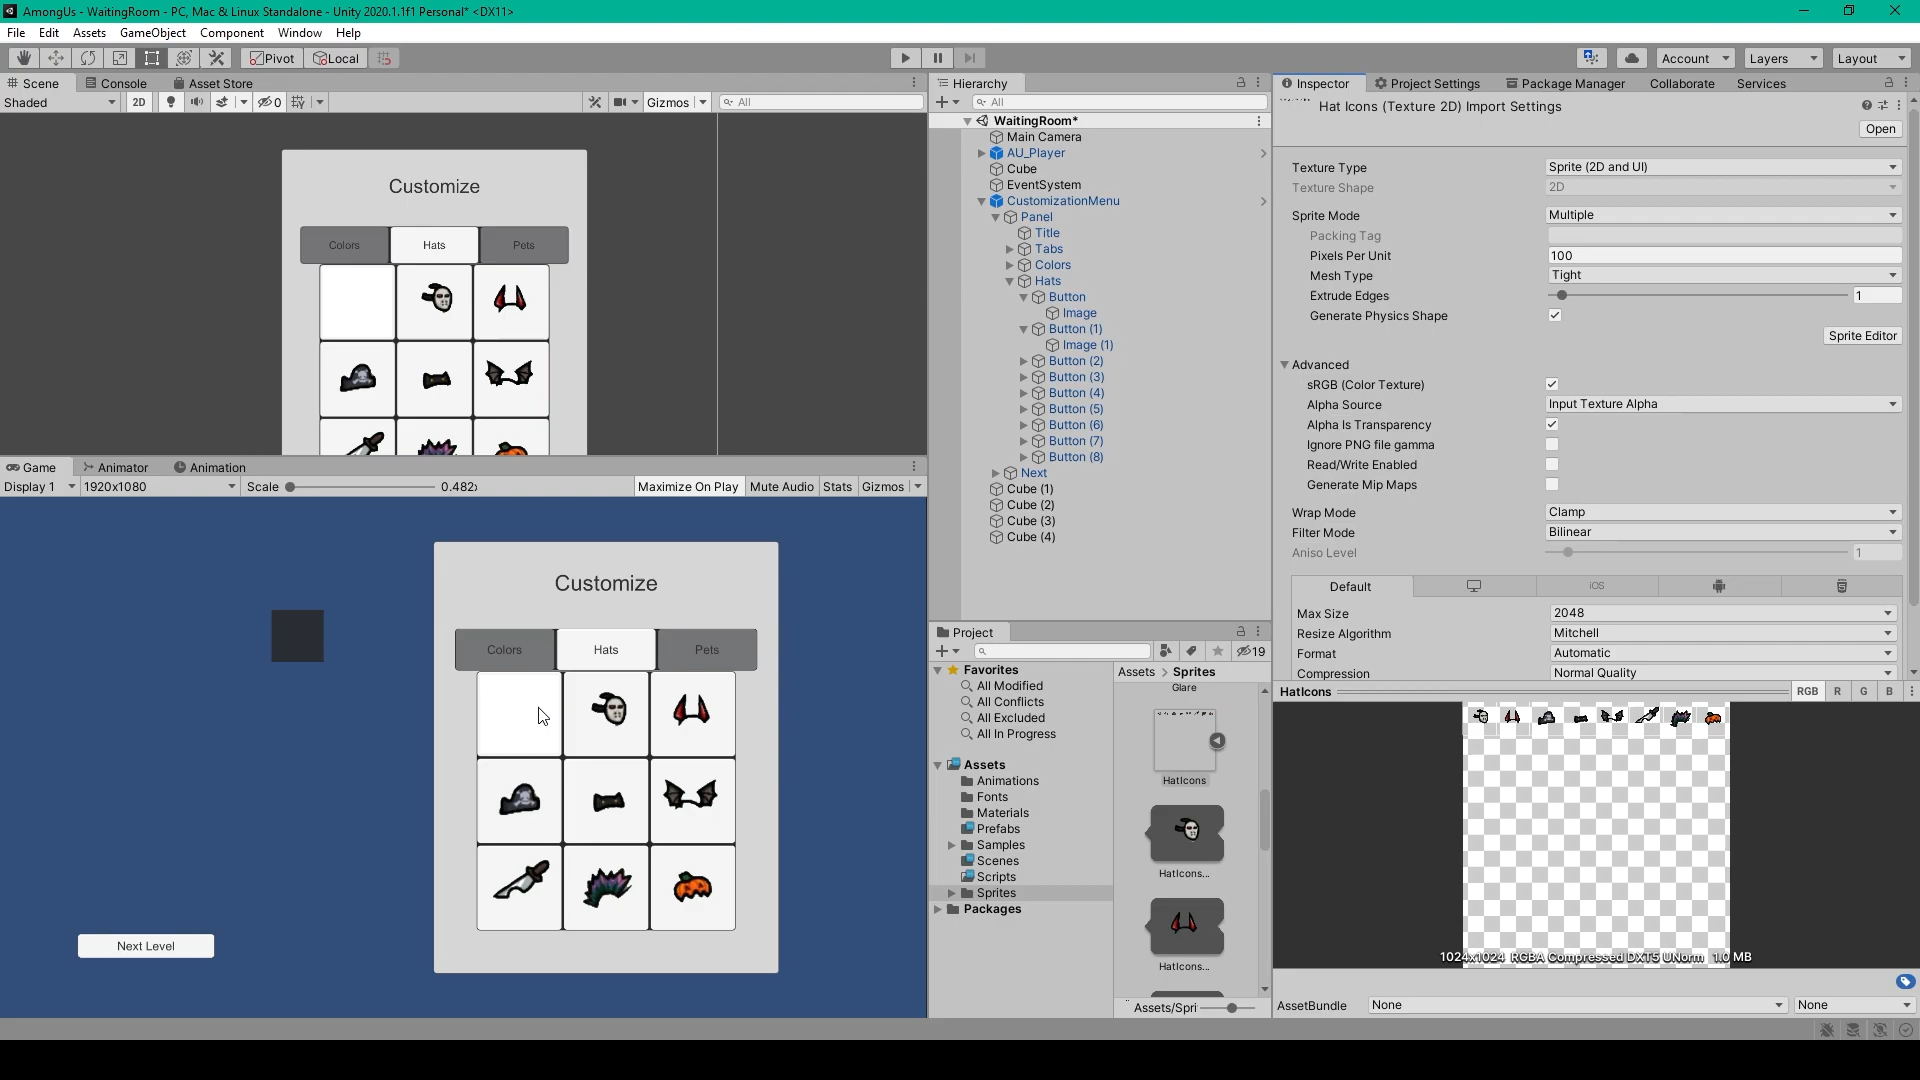 AmongUs - WaitingRoom - PC, Mac & Linux Standalone - Unity 2020.1.1f1 Personal* <DX11>
File Edit Assets GameObject Component Window Help
Pivot Local Account Layers Layout
Scene Console Asset Store
Shaded 2D 0 Gizmos All
Customize
Colors Hats Pets
Game Animator Animation
Display 1 1920x1080 Scale 0.482x Maximize On Play Mute Audio Stats Gizmos
Customize
Colors Hats Pets
Next Level
Hierarchy
All
WaitingRoom*
Main Camera
AU_Player
Cube
EventSystem
CustomizationMenu
Panel
Title
Tabs
Colors
Hats
Button
Image
Button (1)
Image (1)
Button (2)
Button (3)
Button (4)
Button (5)
Button (6)
Button (7)
Button (8)
Next
Cube (1)
Cube (2)
Cube (3)
Cube (4)
Project
19
Favorites
All Modified
All Conflicts
All Excluded
All In Progress
Assets
Animations
Fonts
Materials
Prefabs
Samples
Scenes
Scripts
Sprites
Packages
Assets > Sprites
Glare
HatIcons
HatIcons...
HatIcons...
Assets/Spri
Inspector Project Settings Package Manager Collaborate Services
Hat Icons (Texture 2D) Import Settings
Open
Texture Type Sprite (2D and UI)
Texture Shape 2D
Sprite Mode Multiple
Packing Tag
Pixels Per Unit 100
Mesh Type Tight
Extrude Edges 1
Generate Physics Shape
Sprite Editor
Advanced
sRGB (Color Texture)
Alpha Source Input Texture Alpha
Alpha Is Transparency
Ignore PNG file gamma
Read/Write Enabled
Generate Mip Maps
Wrap Mode Clamp
Filter Mode Bilinear
Aniso Level 1
Default iOS
Max Size 2048
Resize Algorithm Mitchell
Format Automatic
Compression Normal Quality
HatIcons RGB R G B
1024x1024 RGBA Compressed DXT5 UNorm 1.0 MB
AssetBundle None None